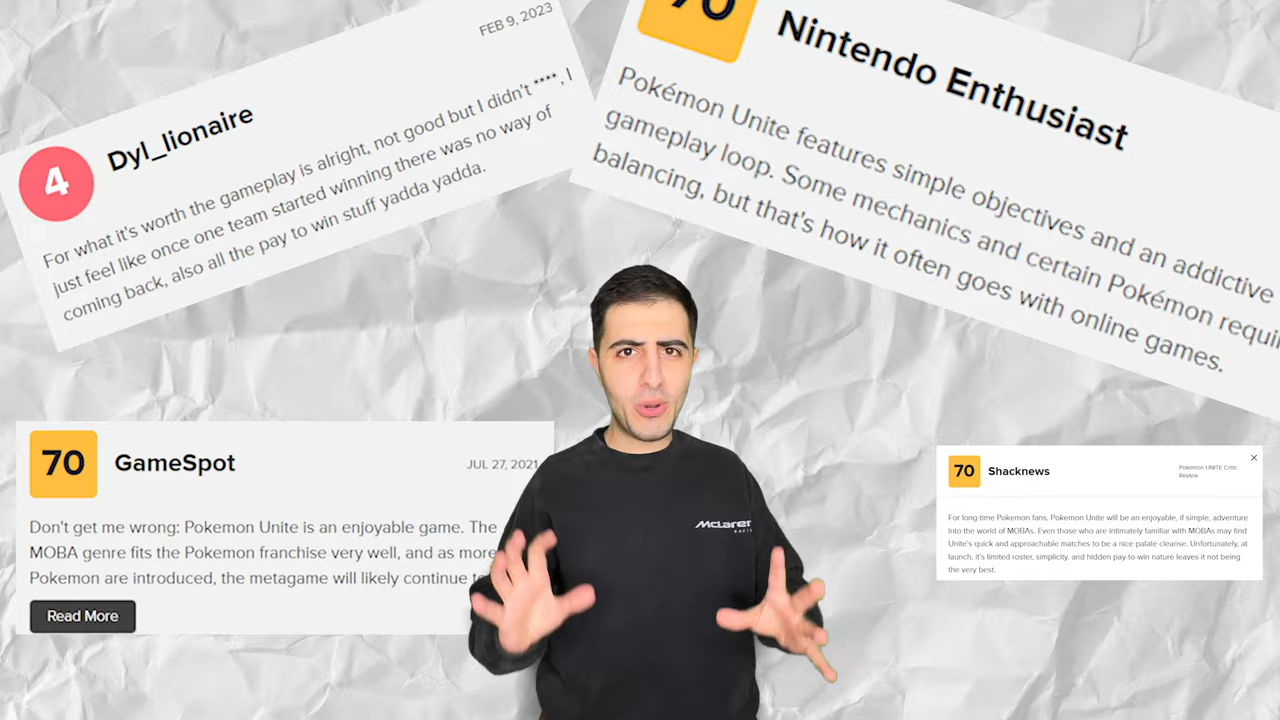 FEB 9, 2023
4
Dyl_lionaire
For what it's worth the gameplay is alright, not good but I didn't ****, I
just feel like once one team started winning there was no way of
coming back, also all the pay to win stuff yadda yadda.
70
Nintendo Enthusiast
Pokémon Unite features simple objectives and an addictive
gameplay loop. Some mechanics and certain Pokémon requi
balancing, but that's how it often goes with online games.
70
GameSpot
JUL 27, 2021
Don't get me wrong: Pokemon Unite is an enjoyable game. The
MOBA genre fits the Pokemon franchise very well, and as more
Pokemon are introduced, the metagame will likely continue
Read More
McLaren
70
Shacknews
Pokemon UNITE Critic
Review
For long-time Pokemon fans, Pokemon Unite will be an enjoyable, if simple, adventure
into the world of MOBAs. Even those who are intimately familiar with MOBAs may find
Unite's quick and approachable matches to be a nice palate cleanse. Unfortunately, at
launch, it's limited roster, simplicity, and hidden pay-to-win nature leaves it not being
the very best.